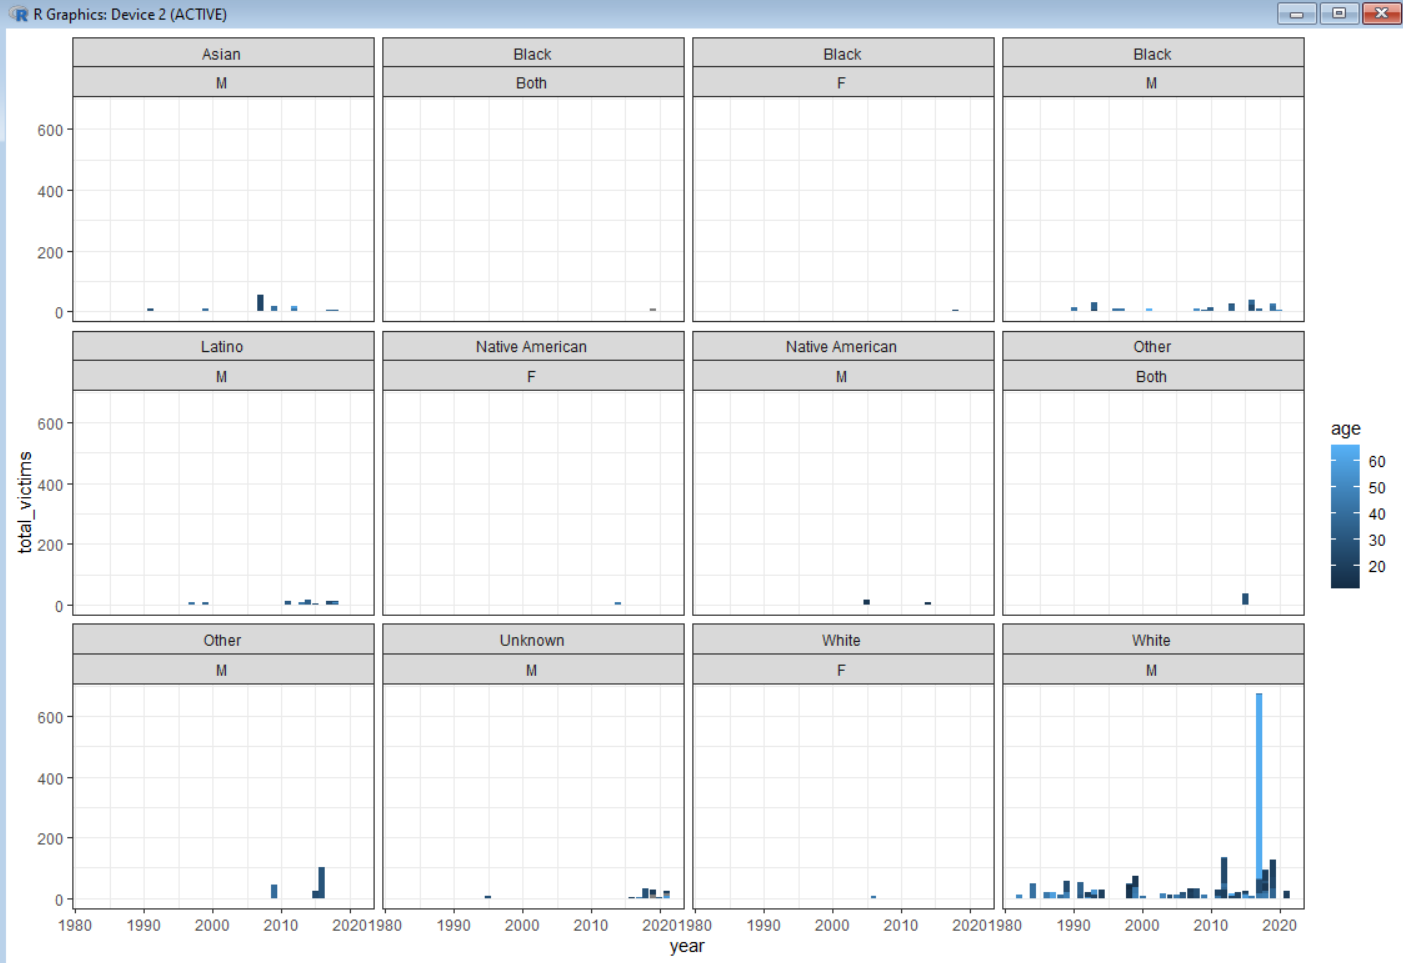 R Graphics: Device 2 (ACTIVE)
Asian Black Black Black
M Both F M
600
400
200
0
Latino Native American Native American Other
M F M Both
600
400
200
0
Other Unknown White White
M M F M
600
400
200
0
1980 1990 2000 2010 2020 1980 1990 2000 2010 2020 1980 1990 2000 2010 2020 1980 1990 2000 2010 2020
year
total_victims
age
60
50
40
30
20